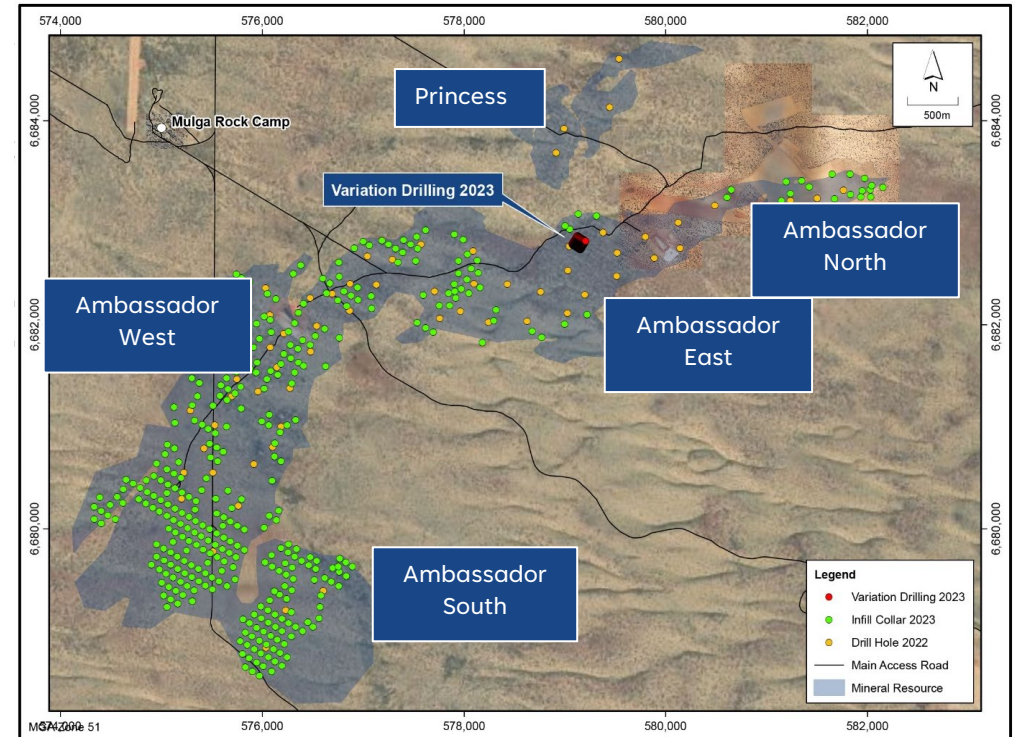 574,000
576,000
578,000
580,000
582,000
6,684,000
6,684,000
N
500m
Princess
Mulga Rock Camp
Variation Drilling 2023
Ambassador
North
Ambassador
West
Ambassador
East
6,682,000
6,682,000
6,680,000
6,680,000
Ambassador
South
Legend
Variation Drilling 2023
Infill Collar 2023
Drill Hole 2022
Main Access Road
Mineral Resource
574,000
MGA Zone 51
576,000
578,000
580,000
582,000